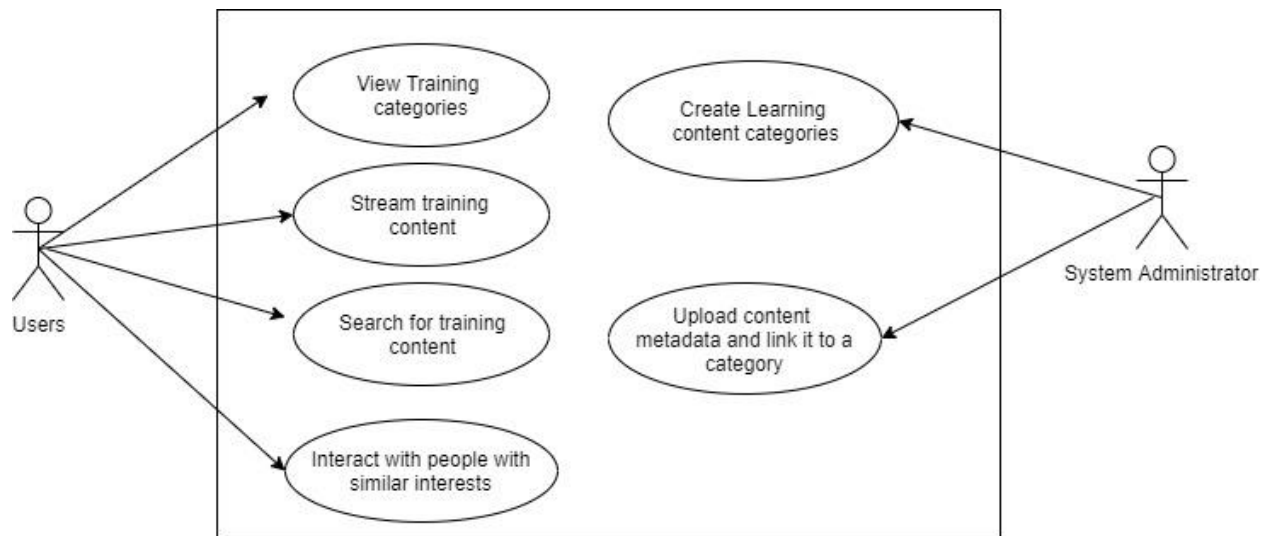 View Training
categories
Create Learning
content categories
Stream training
content
Users
System Administrator
Search for training
content
Upload content
metadata and link it to a
category
Interact with people with
similar interests